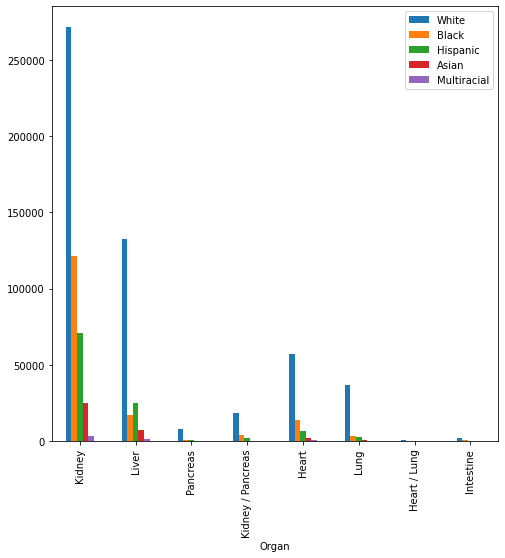 White
Black
Hispanic
Asian
Multiracial
250000
200000
150000
100000
50000
0
Kidney
Liver
Pancreas
Kidney / Pancreas
Heart
Lung
Heart / Lung
Intestine
Organ